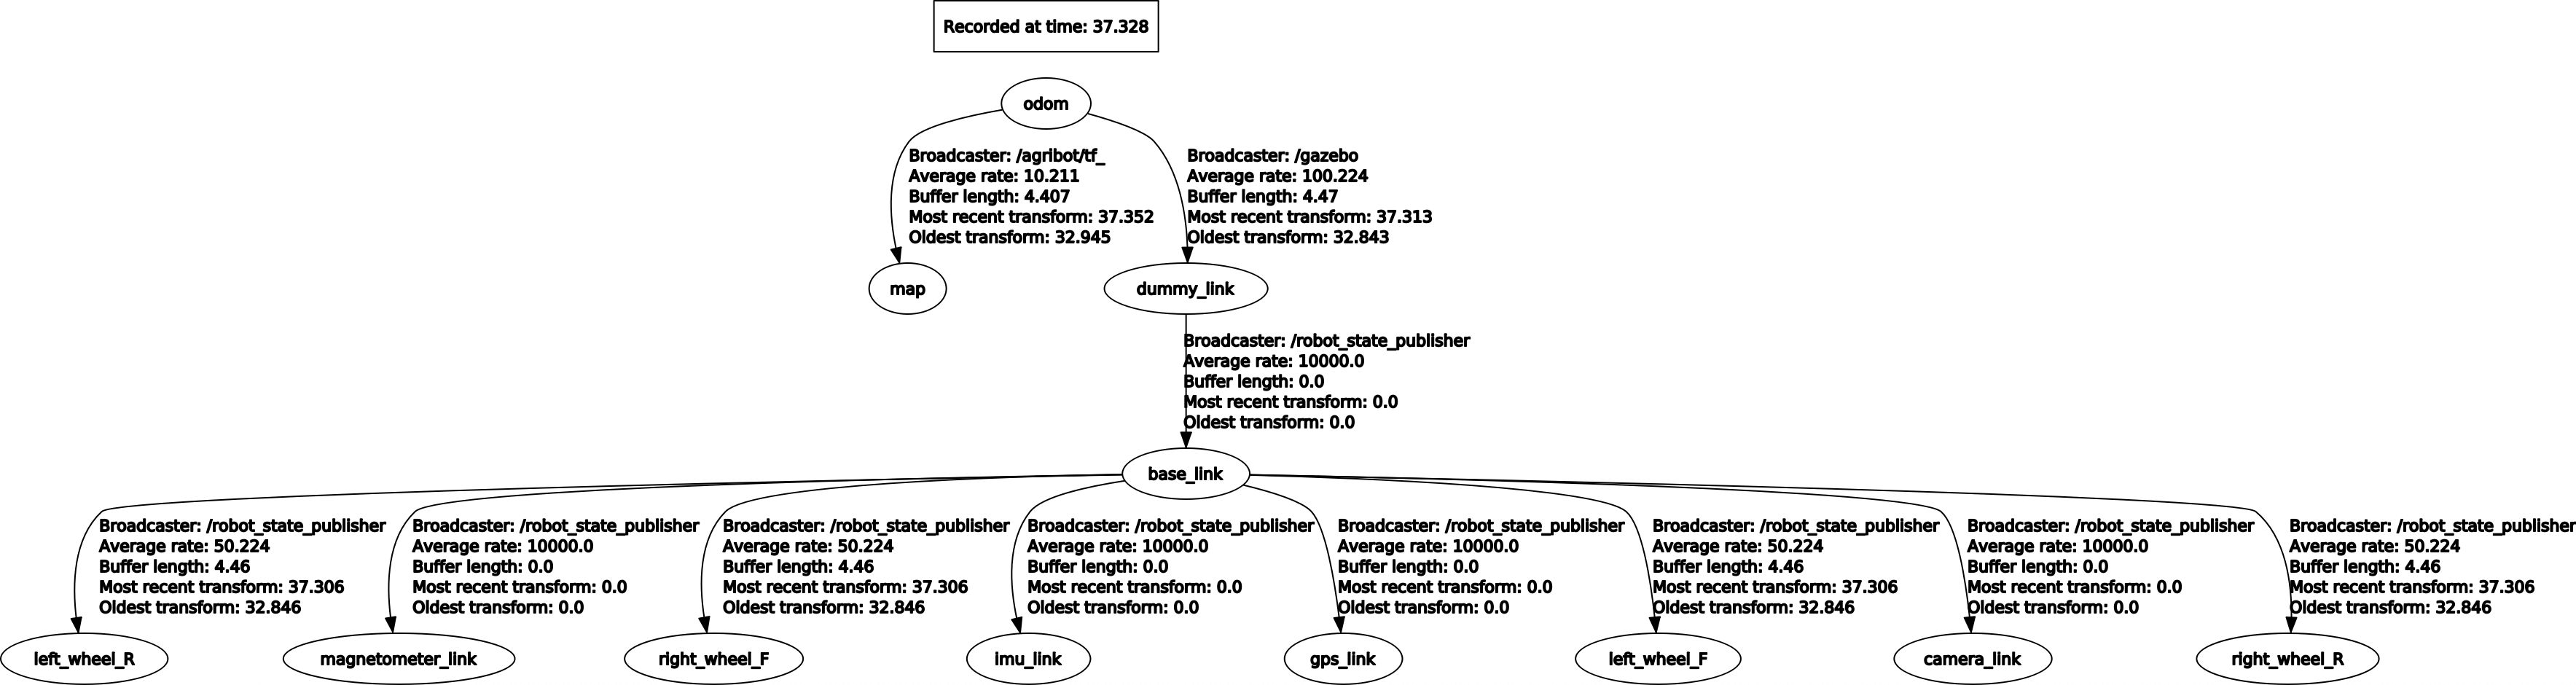 Recorded at time: 37.328
odom
Broadcaster: /agribot/tf_
Average rate: 10.211
Buffer length: 4.407
Most recent transform: 37.352
Oldest transform: 32.945
Broadcaster: /gazebo
Average rate: 100.224
Buffer length: 4.47
Most recent transform: 37.313
Oldest transform: 32.843
map
dummy_link
Broadcaster: /robot_state_publisher
Average rate: 10000.0
Buffer length: 0.0
Most recent transform: 0.0
Oldest transform: 0.0
base_link
Broadcaster: /robot_state_publisher
Average rate: 50.224
Buffer length: 4.46
Most recent transform: 37.306
Oldest transform: 32.846
Broadcaster: /robot_state_publisher
Average rate: 10000.0
Buffer length: 0.0
Most recent transform: 0.0
Oldest transform: 0.0
Broadcaster: /robot_state_publisher
Average rate: 50.224
Buffer length: 4.46
Most recent transform: 37.306
Oldest transform: 32.846
Broadcaster: /robot_state_publisher
Average rate: 10000.0
Buffer length: 0.0
Most recent transform: 0.0
Oldest transform: 0.0
Broadcaster: /robot_state_publisher
Average rate: 10000.0
Buffer length: 0.0
Most recent transform: 0.0
Oldest transform: 0.0
Broadcaster: /robot_state_publisher
Average rate: 50.224
Buffer length: 4.46
Most recent transform: 37.306
Oldest transform: 32.846
Broadcaster: /robot_state_publisher
Average rate: 10000.0
Buffer length: 0.0
Most recent transform: 0.0
Oldest transform: 0.0
Broadcaster: /robot_state_publisher
Average rate: 50.224
Buffer length: 4.46
Most recent transform: 37.306
Oldest transform: 32.846
left_wheel_R
magnetometer_link
right_wheel_F
imu_link
gps_link
left_wheel_F
camera_link
right_wheel_R